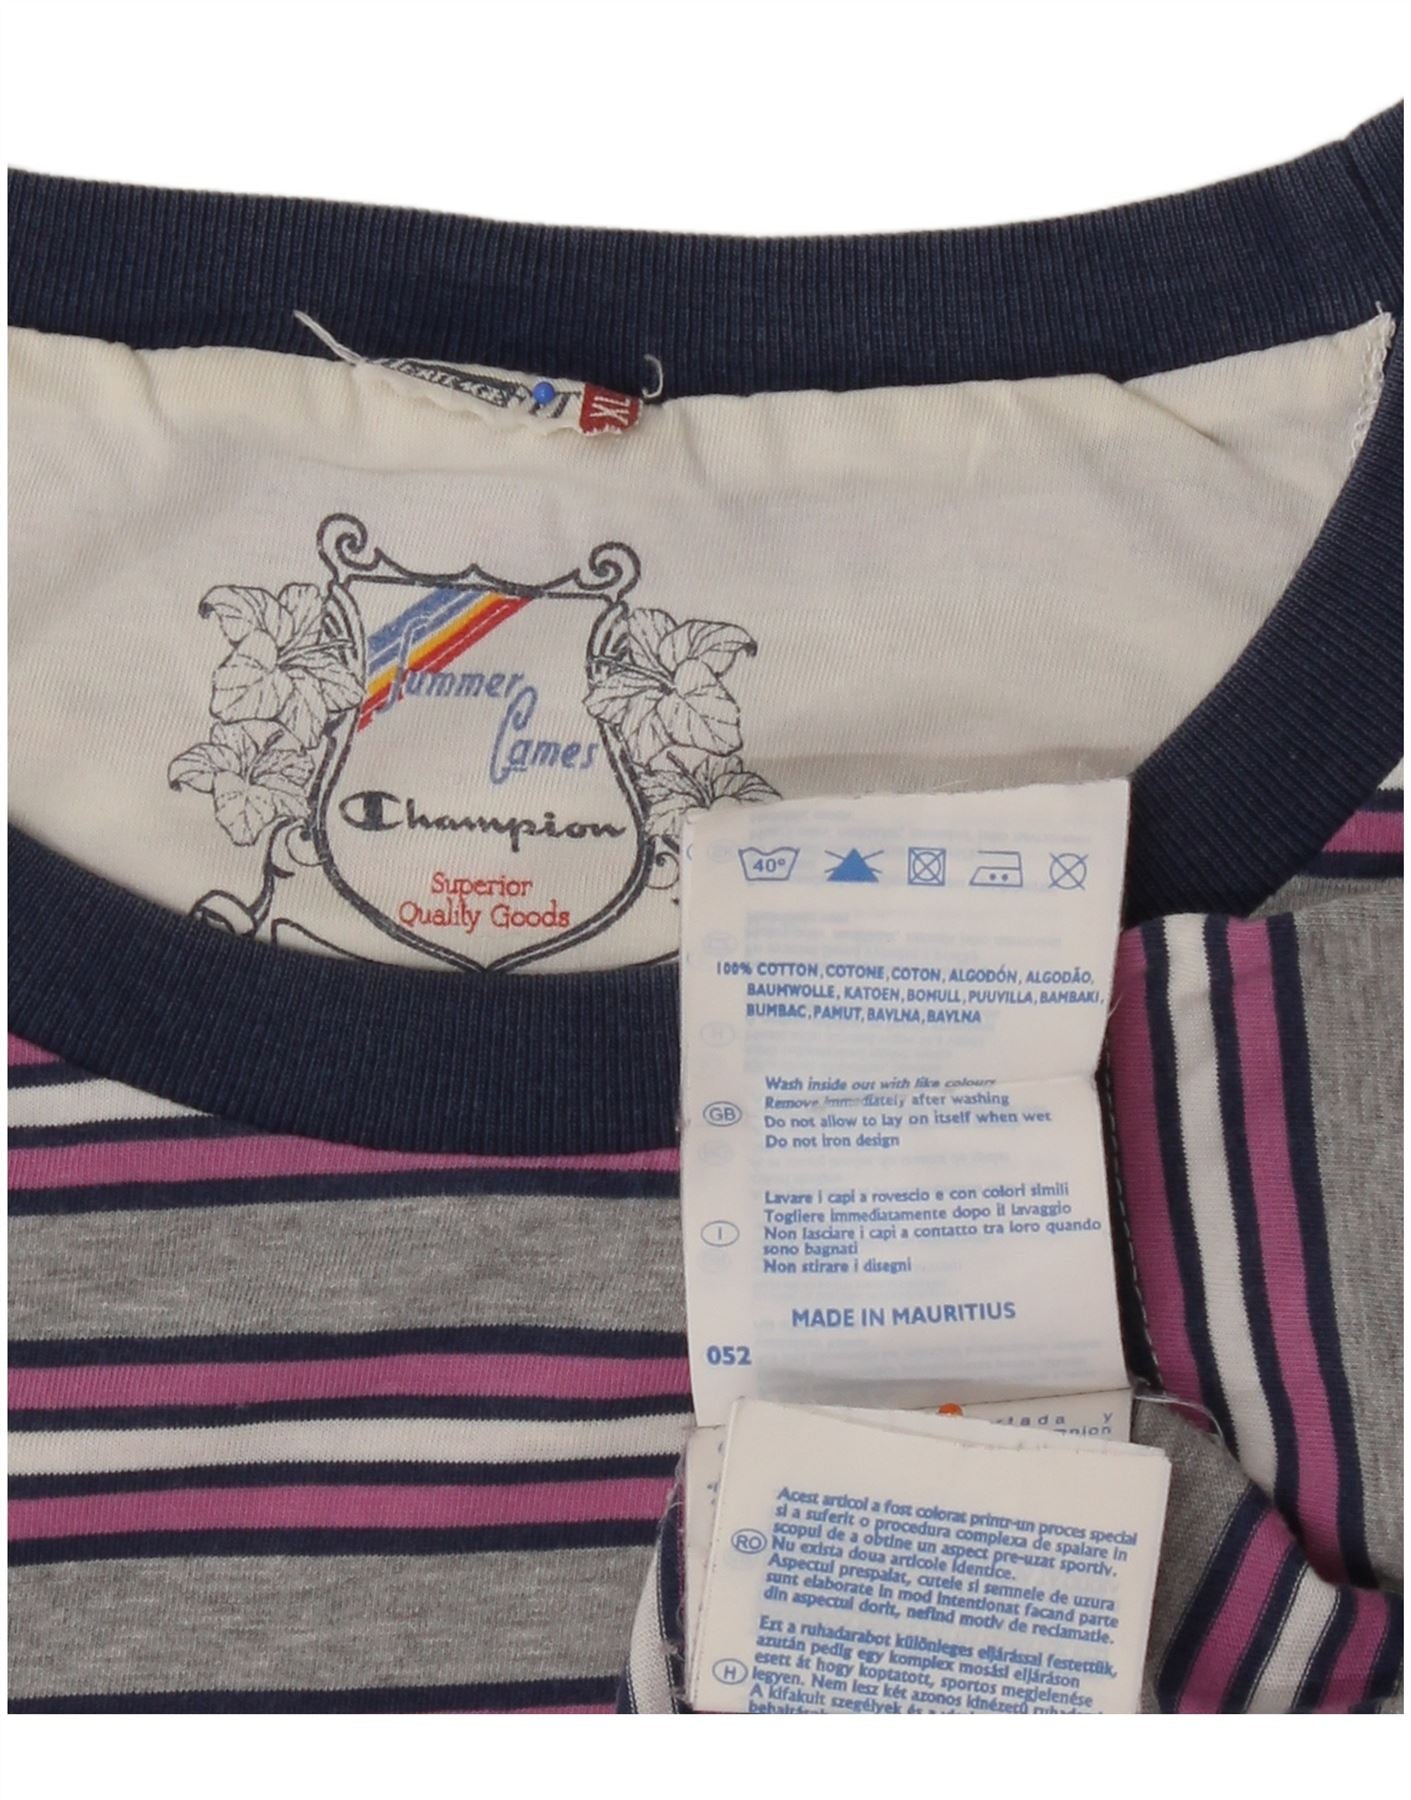 XL
Summer
Games
Champion
Superior
Quality Goods
40°
100% COTTON, COTONE, COTON, ALGODÓN, ALGODÃO,
BAUMWOLLE, KATOEN, BOMULL, PUUVILLA, BAMBAKI,
BUMBAC, PAMUT, BAVLNA, BAVLNA
GB
Wash inside out with like colours
Remove immediately after washing
Do not allow to lay on itself when wet
Do not iron design
I
Lavare i capi a rovescio e con colori simili
Togliere immediatamente dopo il lavaggio
Non lasciare i capi a contatto tra loro quando
sono bagnati
Non stirare i disegni
MADE IN MAURITIUS
052
y
RO
Acest articol a fost colorat printr-un proces special
si a suferit o procedura complexa de spalare in
scopul de a obtine un aspect pre-uzat sportiv.
Nu exista doua articole identice.
Aspectul prespalat, cutele si semnele de uzura
sunt elaborate in mod intentionat facand parte
din aspectul dorit, nefind motiv de reclamatie.
H
Ezt a ruhadarabot különleges eljárással festettük,
azután pedig egy komplex mosási eljáráson
esett át hogy koptatott, sportos megjelenése
legyen. Nem lesz két azonos kinézetű
A kifakult szegélyek és a